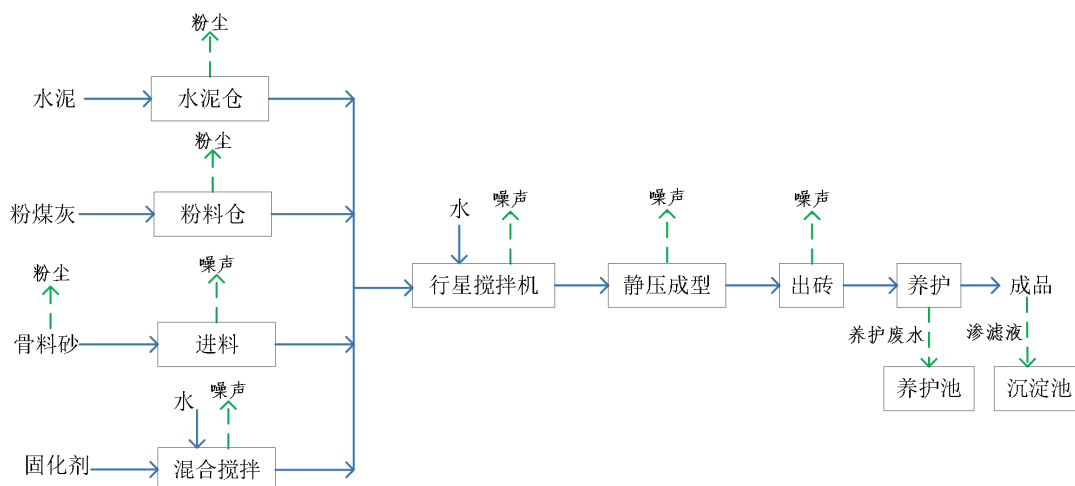 粉尘
水泥
水泥仓
粉尘
粉煤灰
粉料仓
粉尘
噪声
骨料砂
进料
水
噪声
固化剂
混合搅拌
水
噪声
行星搅拌机
噪声
静压成型
噪声
出砖
养护
成品
养护废水
渗滤液
养护池
沉淀池